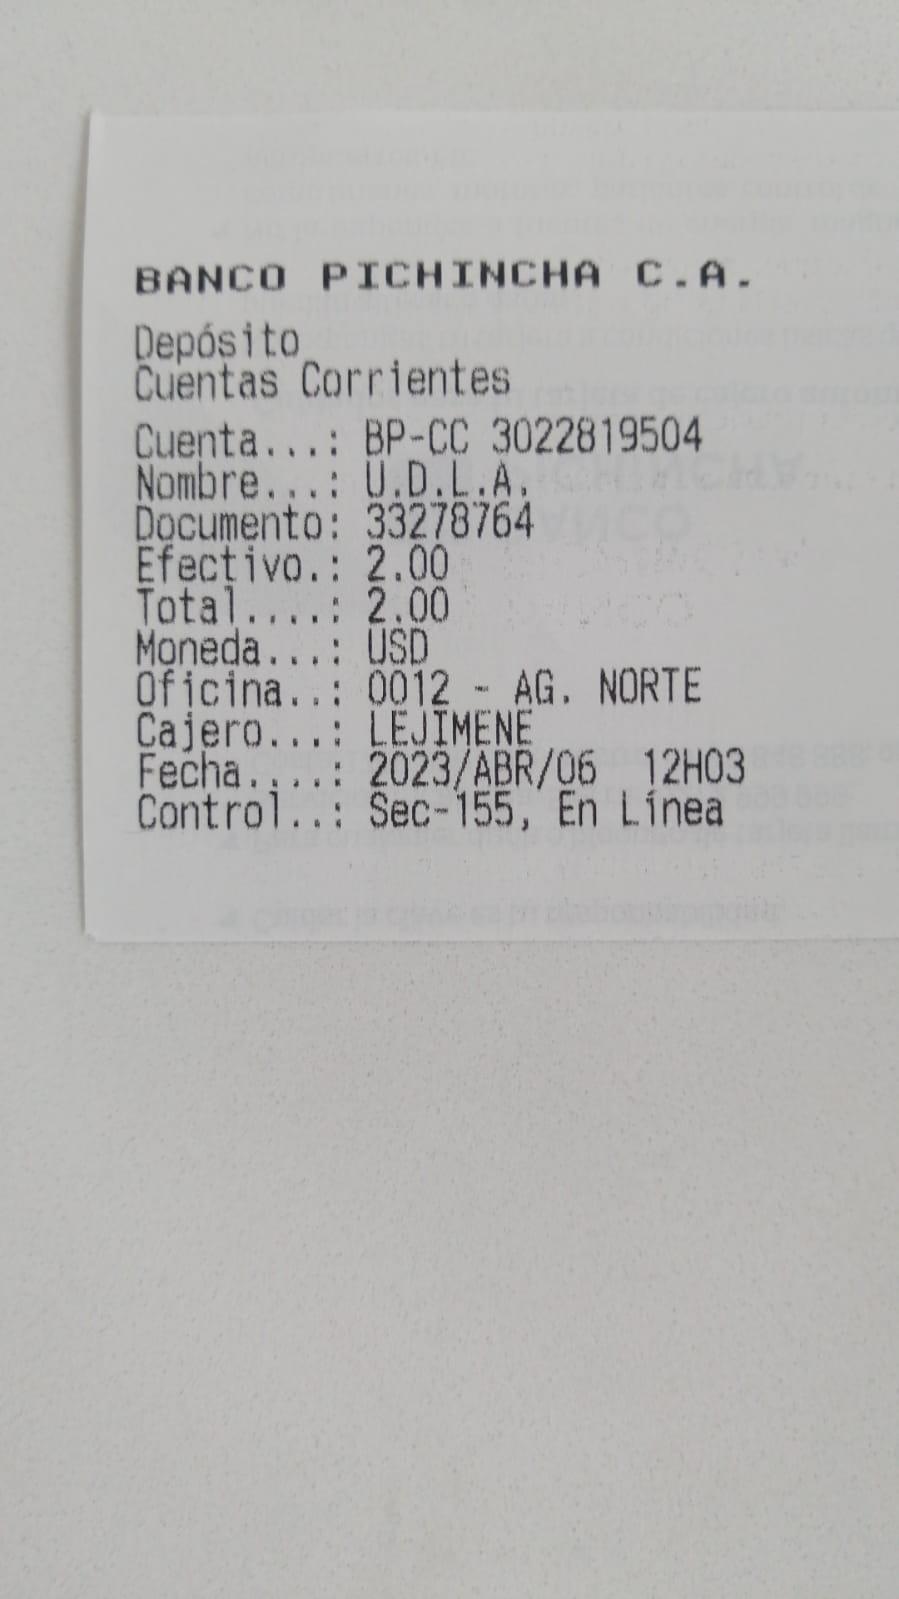 BANCO PICHINCHA C.A.
Depósito
Cuentas Corrientes
Cuenta...: BP-CC 3022819504
Nombre...: U.D.L.A.
Documento: 33278764
Efectivo.: 2.00
Total....: 2.00
Moneda...: USD
Oficina..: 0012 - AG. NORTE
Cajero...: LEJIMENE
Fecha....: 2023/ABR/06 12H03
Control..: Sec-155, En Línea